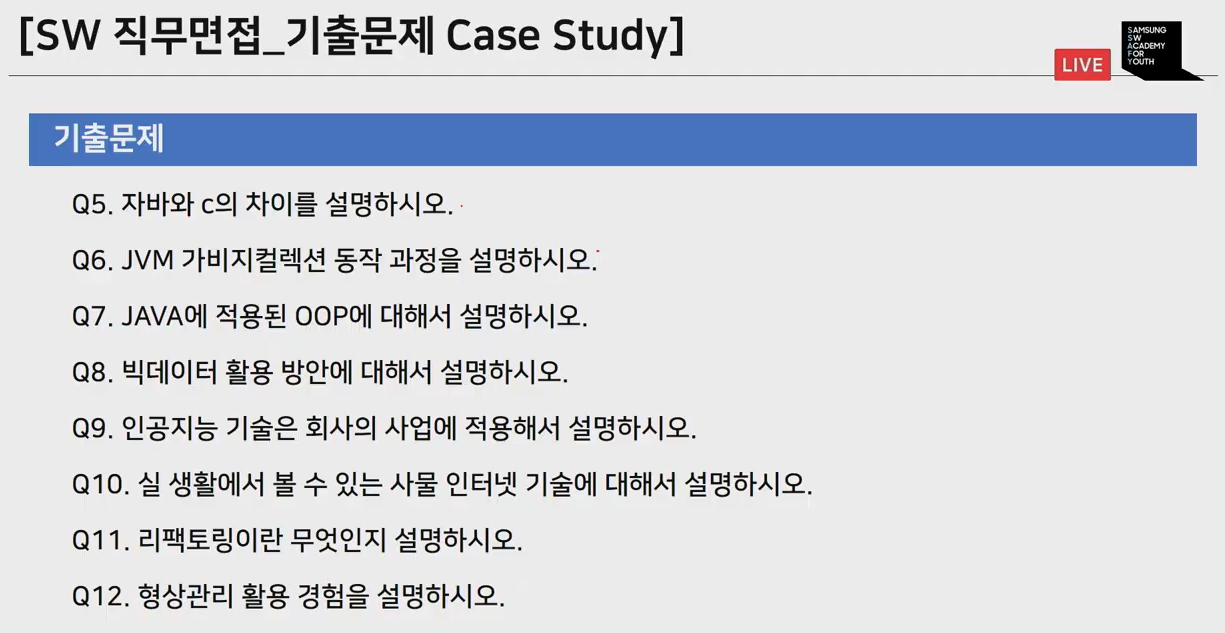 [SW 직무면접_기출문제 Case Study]
LIVE
SAMSUNG
SW
ACADEMY
FOR
YOUTH
기출문제
Q5. 자바와 c의 차이를 설명하시오.
Q6. JVM 가비지컬렉션 동작 과정을 설명하시오.
Q7. JAVA에 적용된 OOP에 대해서 설명하시오.
Q8. 빅데이터 활용 방안에 대해서 설명하시오.
Q9. 인공지능 기술은 회사의 사업에 적용해서 설명하시오.
Q10. 실 생활에서 볼 수 있는 사물 인터넷 기술에 대해서 설명하시오.
Q11. 리팩토링이란 무엇인지 설명하시오.
Q12. 형상관리 활용 경험을 설명하시오.